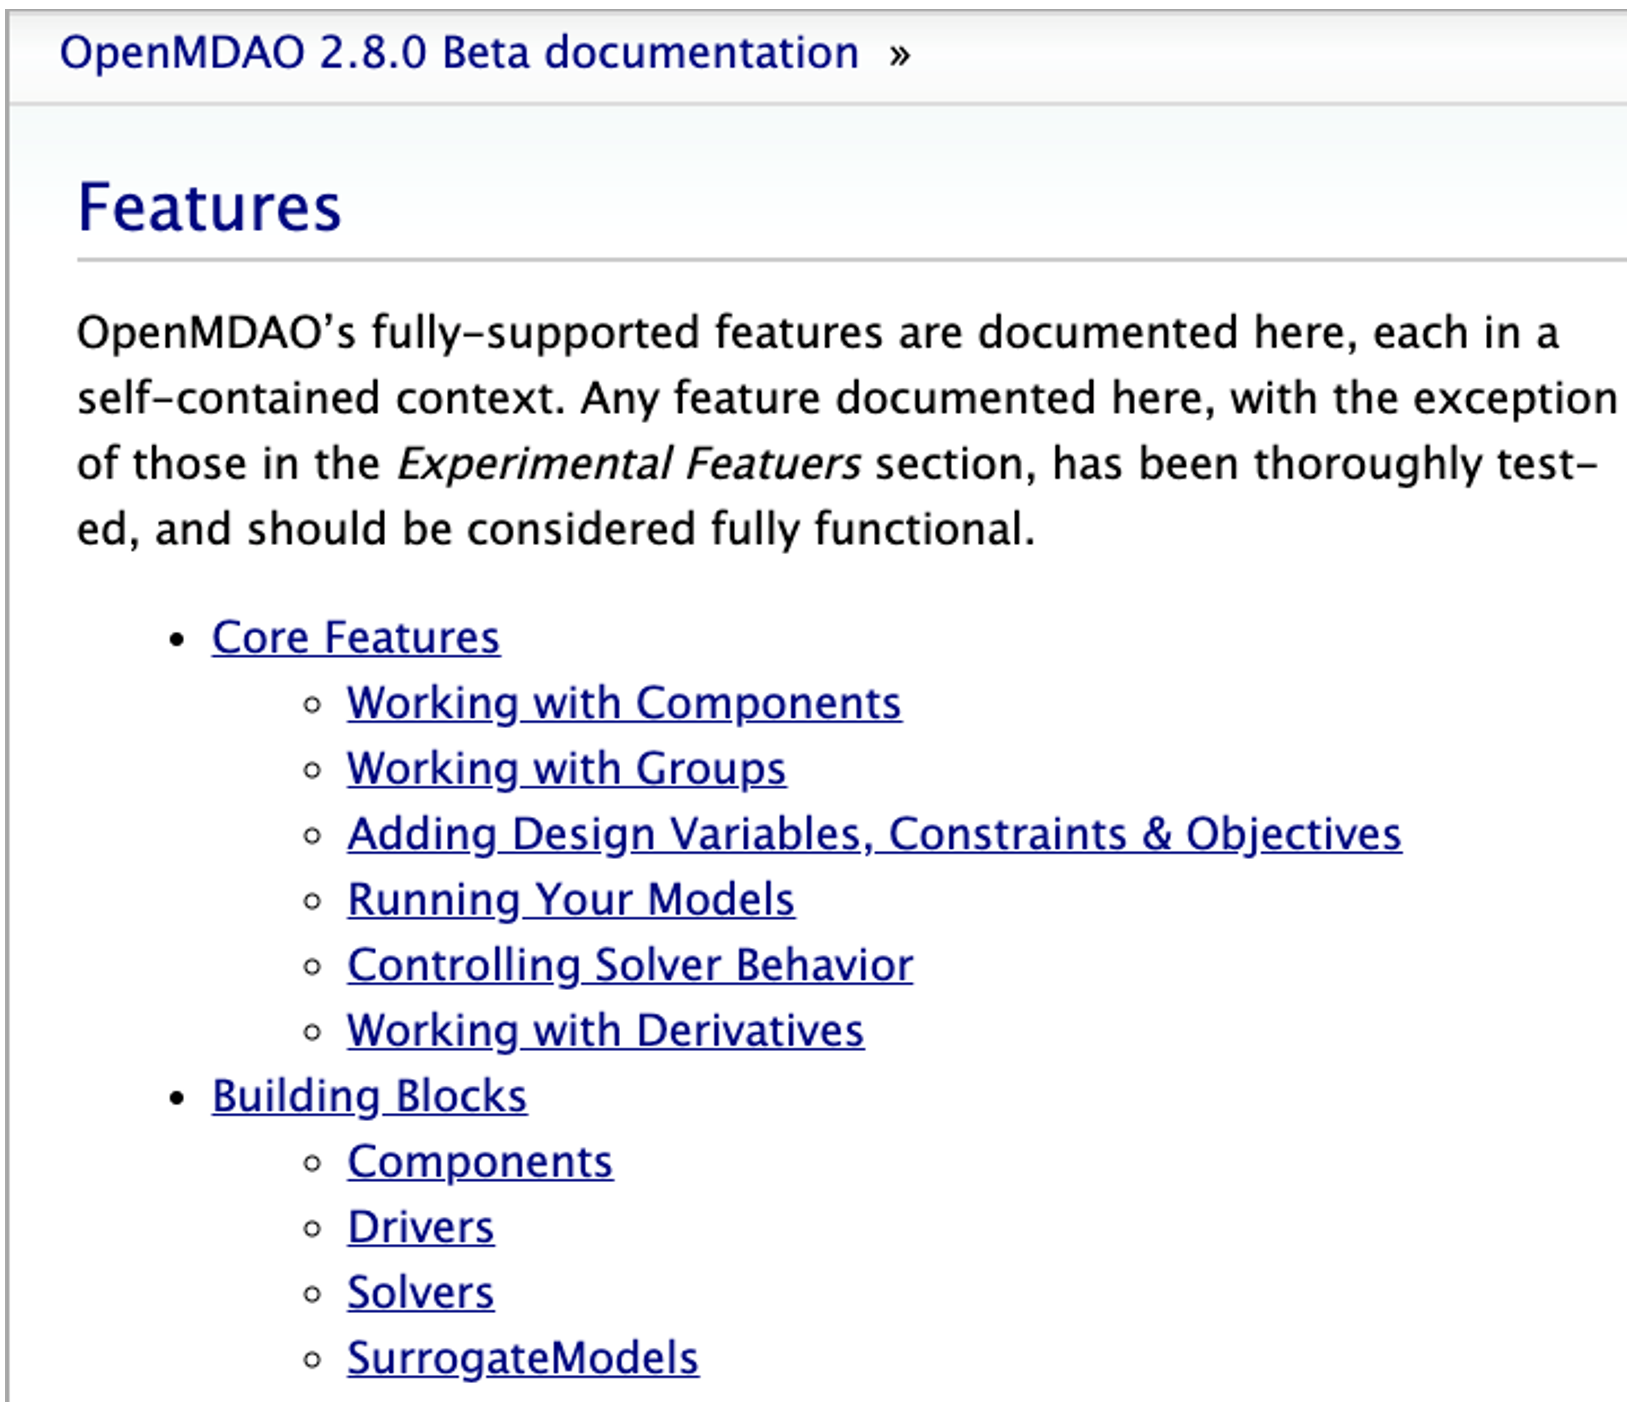 OpenMDAO 2.8.0 Beta documentation »
Features
OpenMDAO’s fully-supported features are documented here, each in a
self-contained context. Any feature documented here, with the exception
of those in the Experimental Featuers section, has been thoroughly test-
ed, and should be considered fully functional.
• Core Features
◦ Working with Components
◦ Working with Groups
◦ Adding Design Variables, Constraints & Objectives
◦ Running Your Models
◦ Controlling Solver Behavior
◦ Working with Derivatives
• Building Blocks
◦ Components
◦ Drivers
◦ Solvers
◦ SurrogateModels